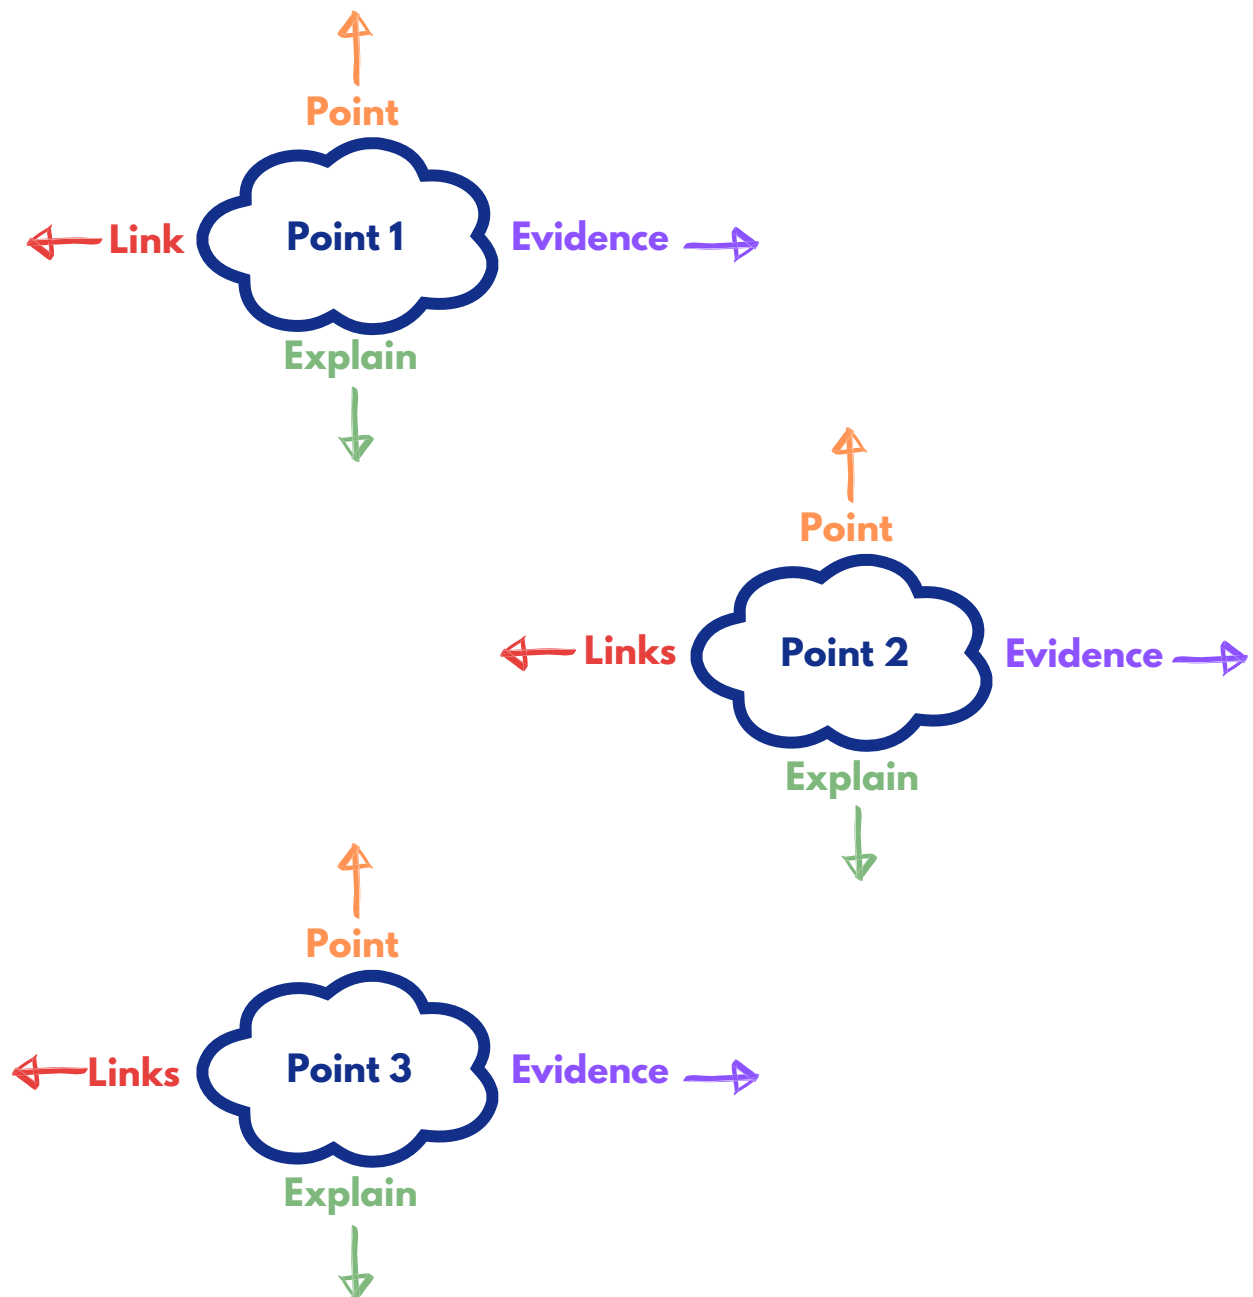 Point
Link
Point 1
Evidence
Explain
Point
Links
Point 2
Evidence
Explain
Point
Links
Point 3
Evidence
Explain